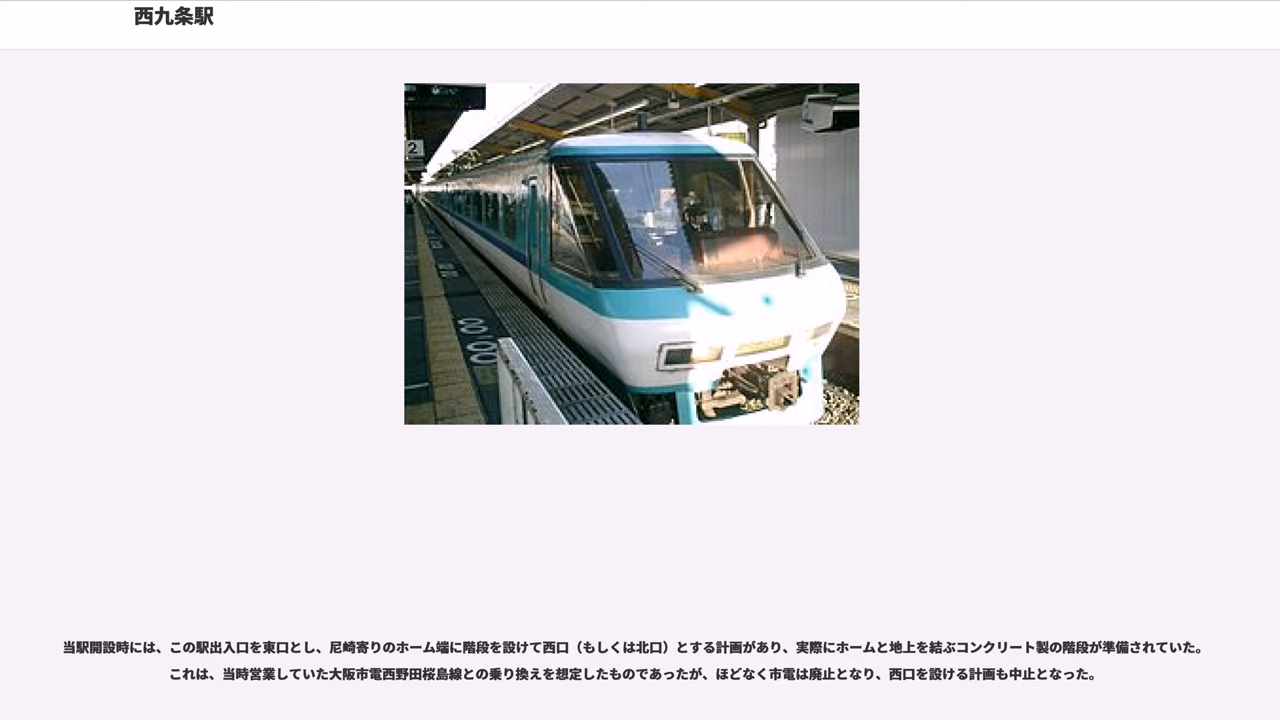 西九条駅
2
当駅開設時には、この駅出入口を東口とし、尼崎寄りのホーム端に階段を設けて西口（もしくは北口）とする計画があり、実際にホームと地上を結ぶコンクリート製の階段が準備されていた。
これは、当時営業していた大阪市電西野田桜島線との乗り換えを想定したものであったが、ほどなく市電は廃止となり、西口を設ける計画も中止となった。